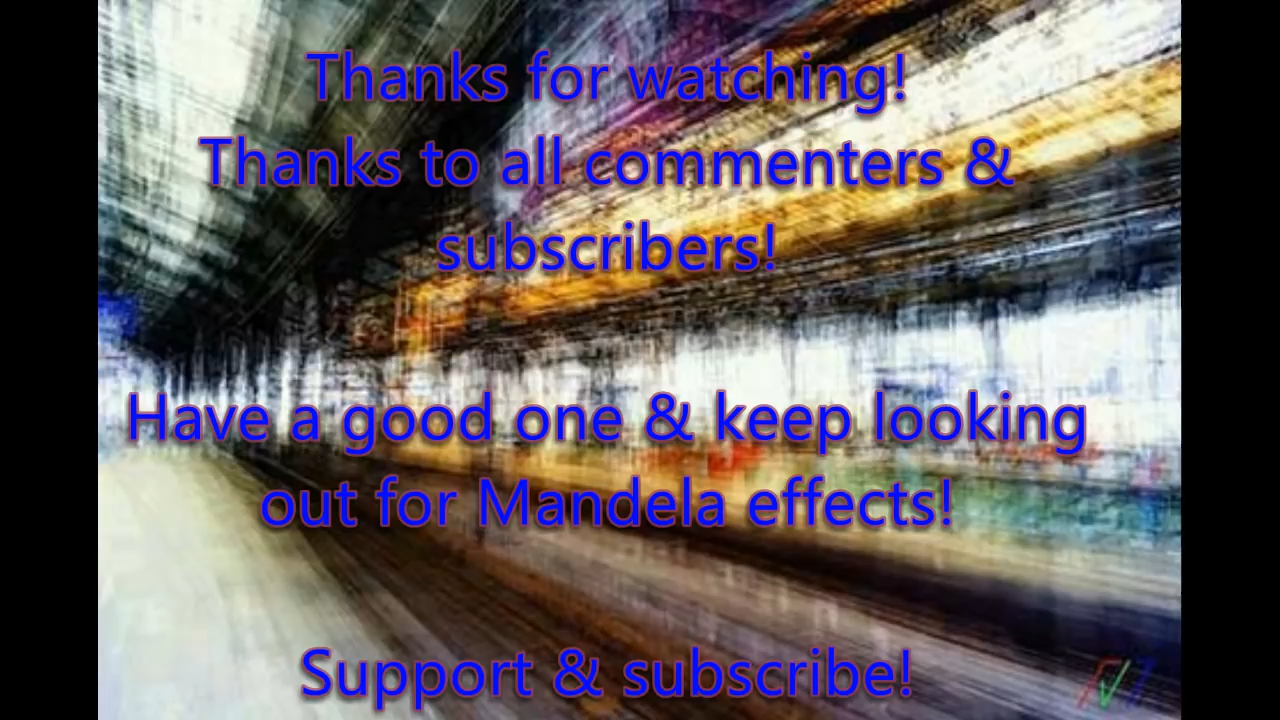 Thanks for watching!
Thanks to all commenters &
subscribers!
Have a good one & keep looking
out for Mandela effects!
Support & subscribe!